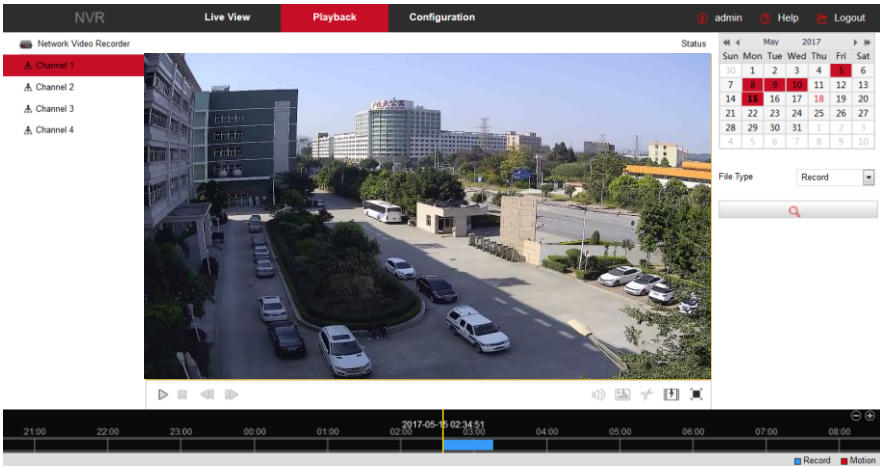 NVR Live View Playback Configuration admin Help Logout
Network Video Recorder
Channel 1
Channel 2
Channel 3
Channel 4
Status
May 2017
Sun Mon Tue Wed Thu Fri Sat
30 1 2 3 4 5 6
7 8 9 10 11 12 13
14 15 16 17 18 19 20
21 22 23 24 25 26 27
28 29 30 31 1 2 3
4 5 6 7 8 9 10
File Type Record
2017-05-15 02:34:51
21:00 22:00 23:00 00:00 01:00 02:00 03:00 04:00 05:00 06:00 07:00 08:00
Record Motion